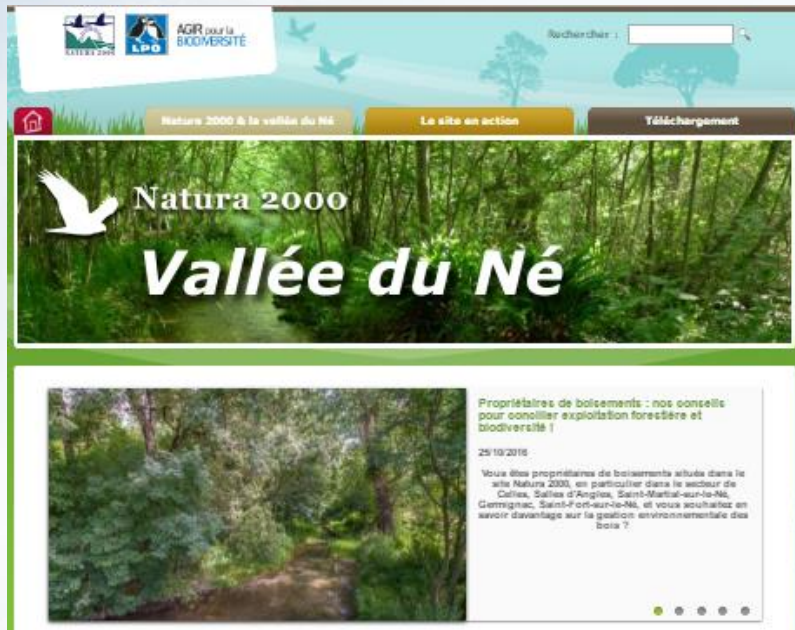 NATURA 2000
LPO
AGIR pour la
BIODIVERSITÉ
Rechercher :
Natura 2000 & la vallée du Né
Le site en action
Téléchargement
Natura 2000
Vallée du Né
Propriétaires de boisements : nos conseils
pour concilier exploitation forestière et
biodiversité !
25/10/2016
Vous êtes propriétaires de boisements situés dans le
site Natura 2000, en particulier dans le secteur de
Celles, Salles d'Angles, Saint-Martial-sur-le-Né,
Germignac, Saint-Fort-sur-le-Né, et vous souhaitez en
savoir davantage sur la gestion environnementale des
bois ?